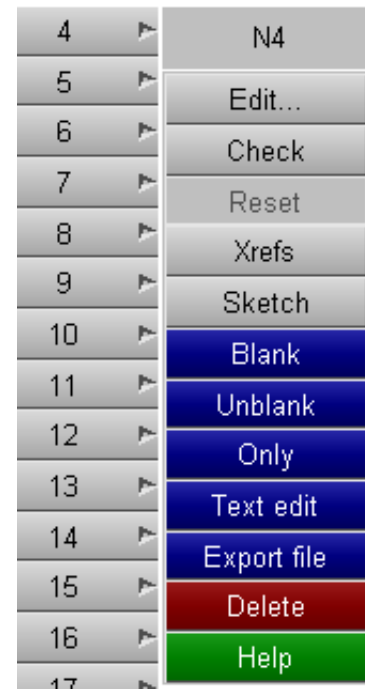 4
5
6
7
8
9
10
11
12
13
14
15
16
17
N4
Edit...
Check
Reset
Xrefs
Sketch
Blank
Unblank
Only
Text edit
Export file
Delete
Help